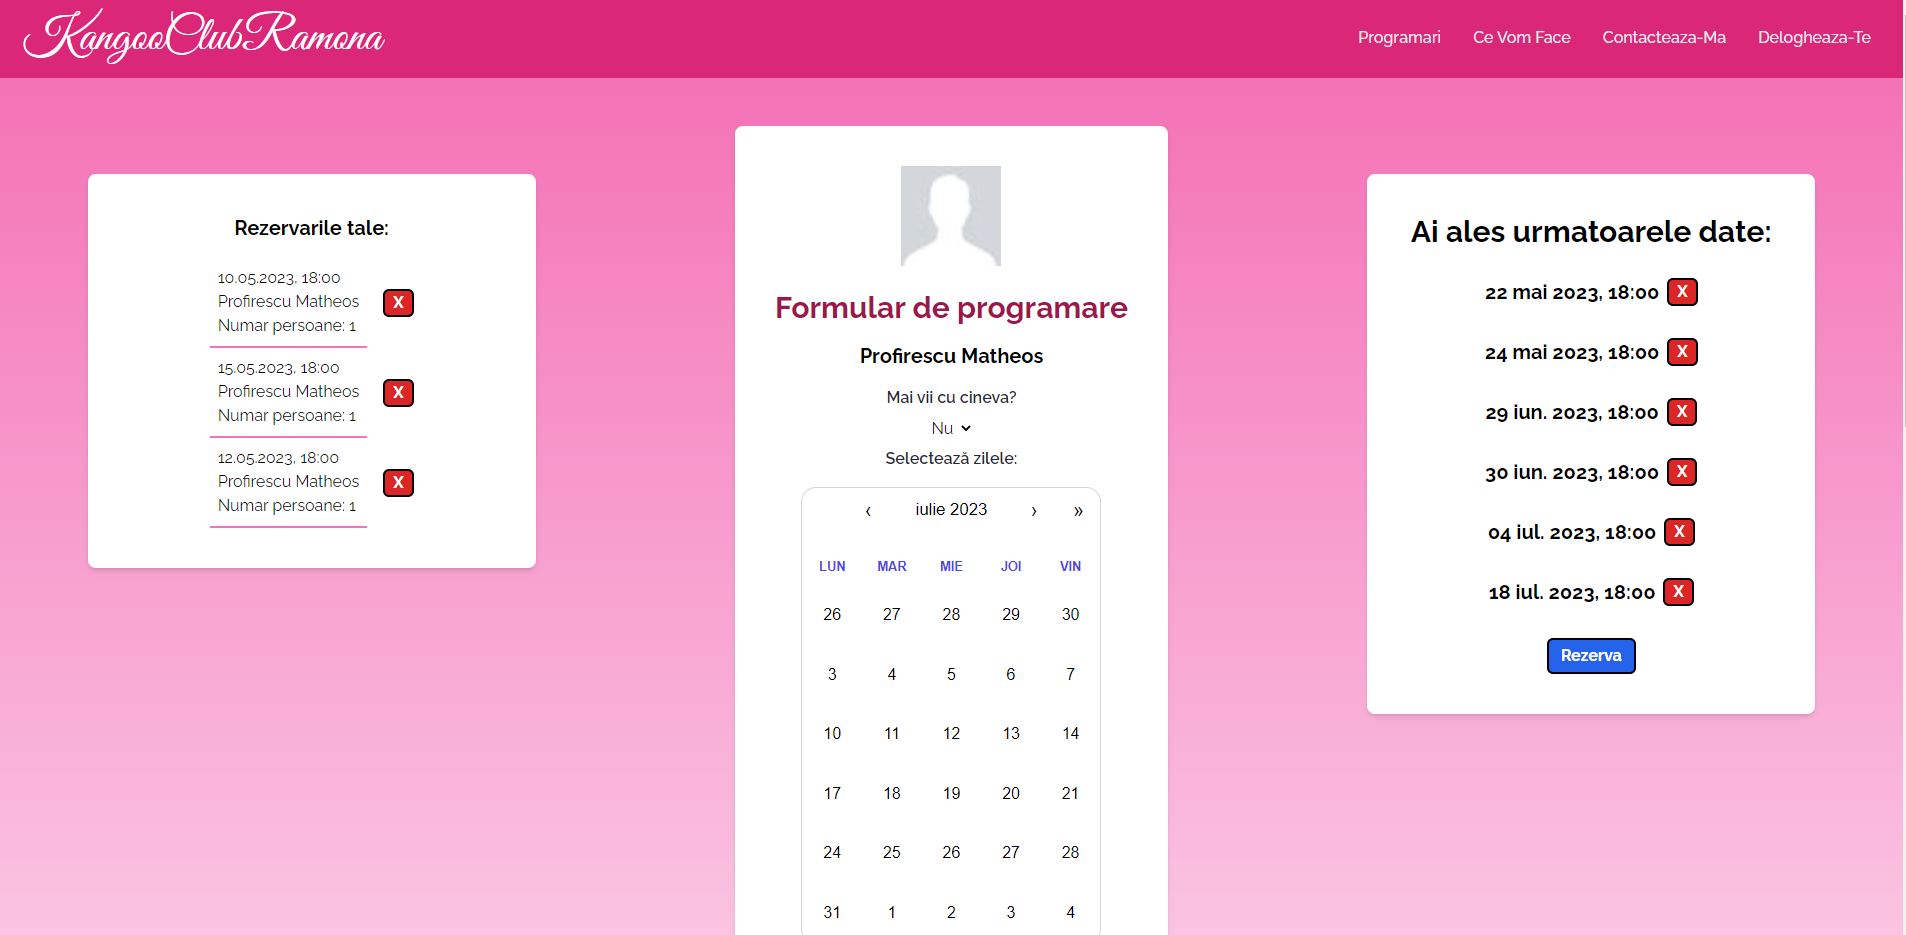 KangooClubRamona
Programari Ce Vom Face Contacteaza-Ma Delogheaza-Te
Rezervarile tale:
10.05.2023, 18:00
Profirescu Matheos
Numar persoane: 1
X
15.05.2023, 18:00
Profirescu Matheos
Numar persoane: 1
X
12.05.2023, 18:00
Profirescu Matheos
Numar persoane: 1
X
Formular de programare
Profirescu Matheos
Mai vii cu cineva?
Nu
Selectează zilele:
‹ iulie 2023 › »
LUN MAR MIE JOI VIN
26 27 28 29 30
3 4 5 6 7
10 11 12 13 14
17 18 19 20 21
24 25 26 27 28
31 1 2 3 4
Ai ales urmatoarele date:
22 mai 2023, 18:00 X
24 mai 2023, 18:00 X
29 iun. 2023, 18:00 X
30 iun. 2023, 18:00 X
04 iul. 2023, 18:00 X
18 iul. 2023, 18:00 X
Rezerva